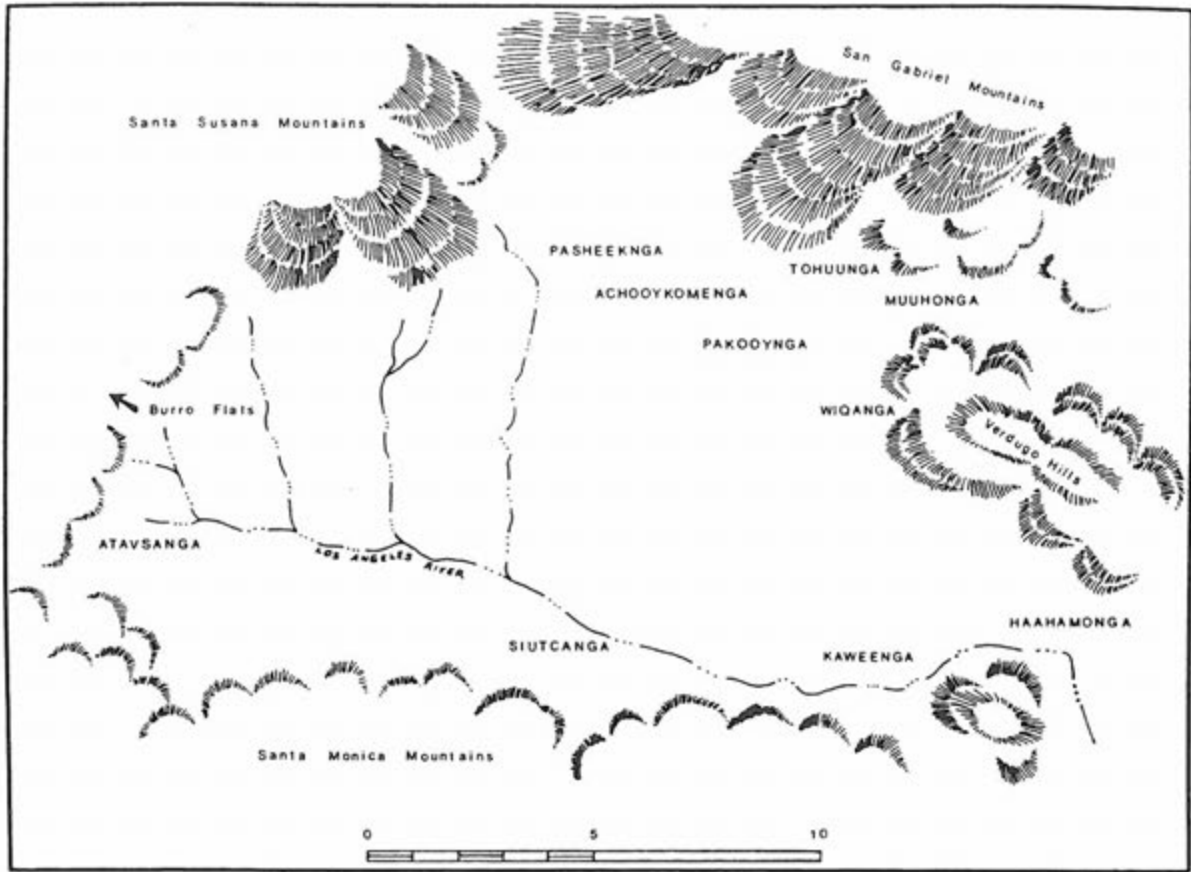 San Gabriel Mountains
Santa Susana Mountains
PASHEEKNGA
TOHUUNGA
ACHOOYKOMENGA
MUUHONGA
PAKOOYNGA
Burro Flats
WIQANGA
Verdugo Hills
ATAVSANGA
LOS ANGELES RIVER
HAAHAMONGA
SIUTCANGA
KAWEENGA
Santa Monica Mountains
0 5 10